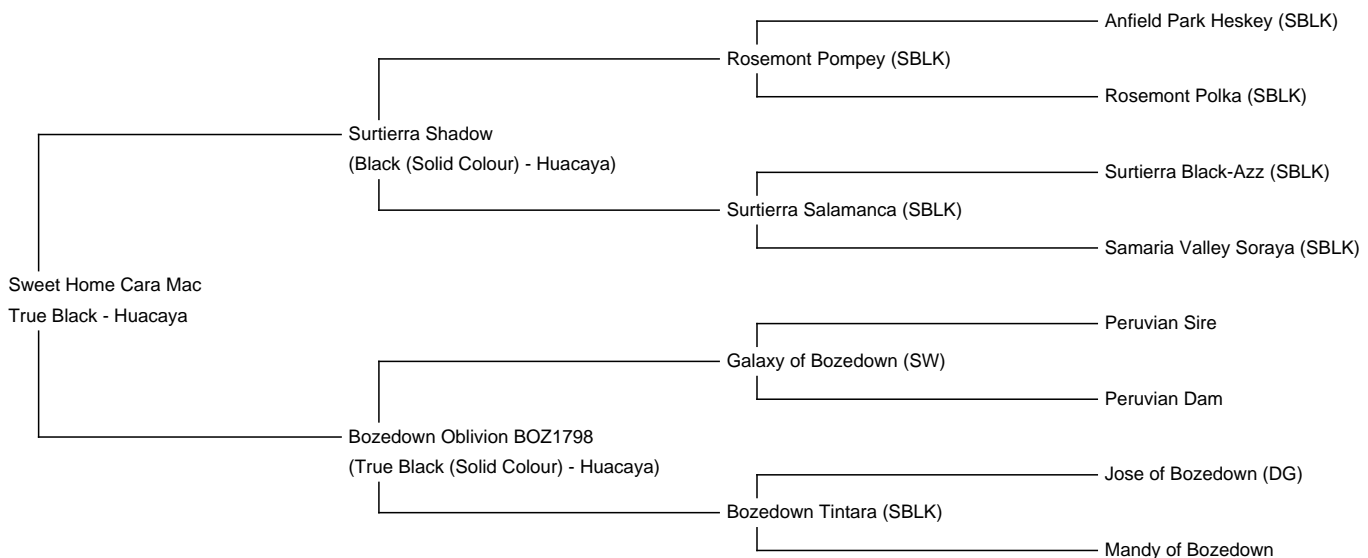 Anfield Park Heskey (SBLK)
Rosemont Pompey (SBLK)
Rosemont Polka (SBLK)
Surtierra Shadow
(Black (Solid Colour) - Huacaya)
Surtierra Black-Azz (SBLK)
Surtierra Salamanca (SBLK)
Samaria Valley Soraya (SBLK)
Sweet Home Cara Mac
True Black - Huacaya
Peruvian Sire
Galaxy of Bozedown (SW)
Peruvian Dam
Bozedown Oblivion BOZ1798
(True Black (Solid Colour) - Huacaya)
Jose of Bozedown (DG)
Bozedown Tintara (SBLK)
Mandy of Bozedown